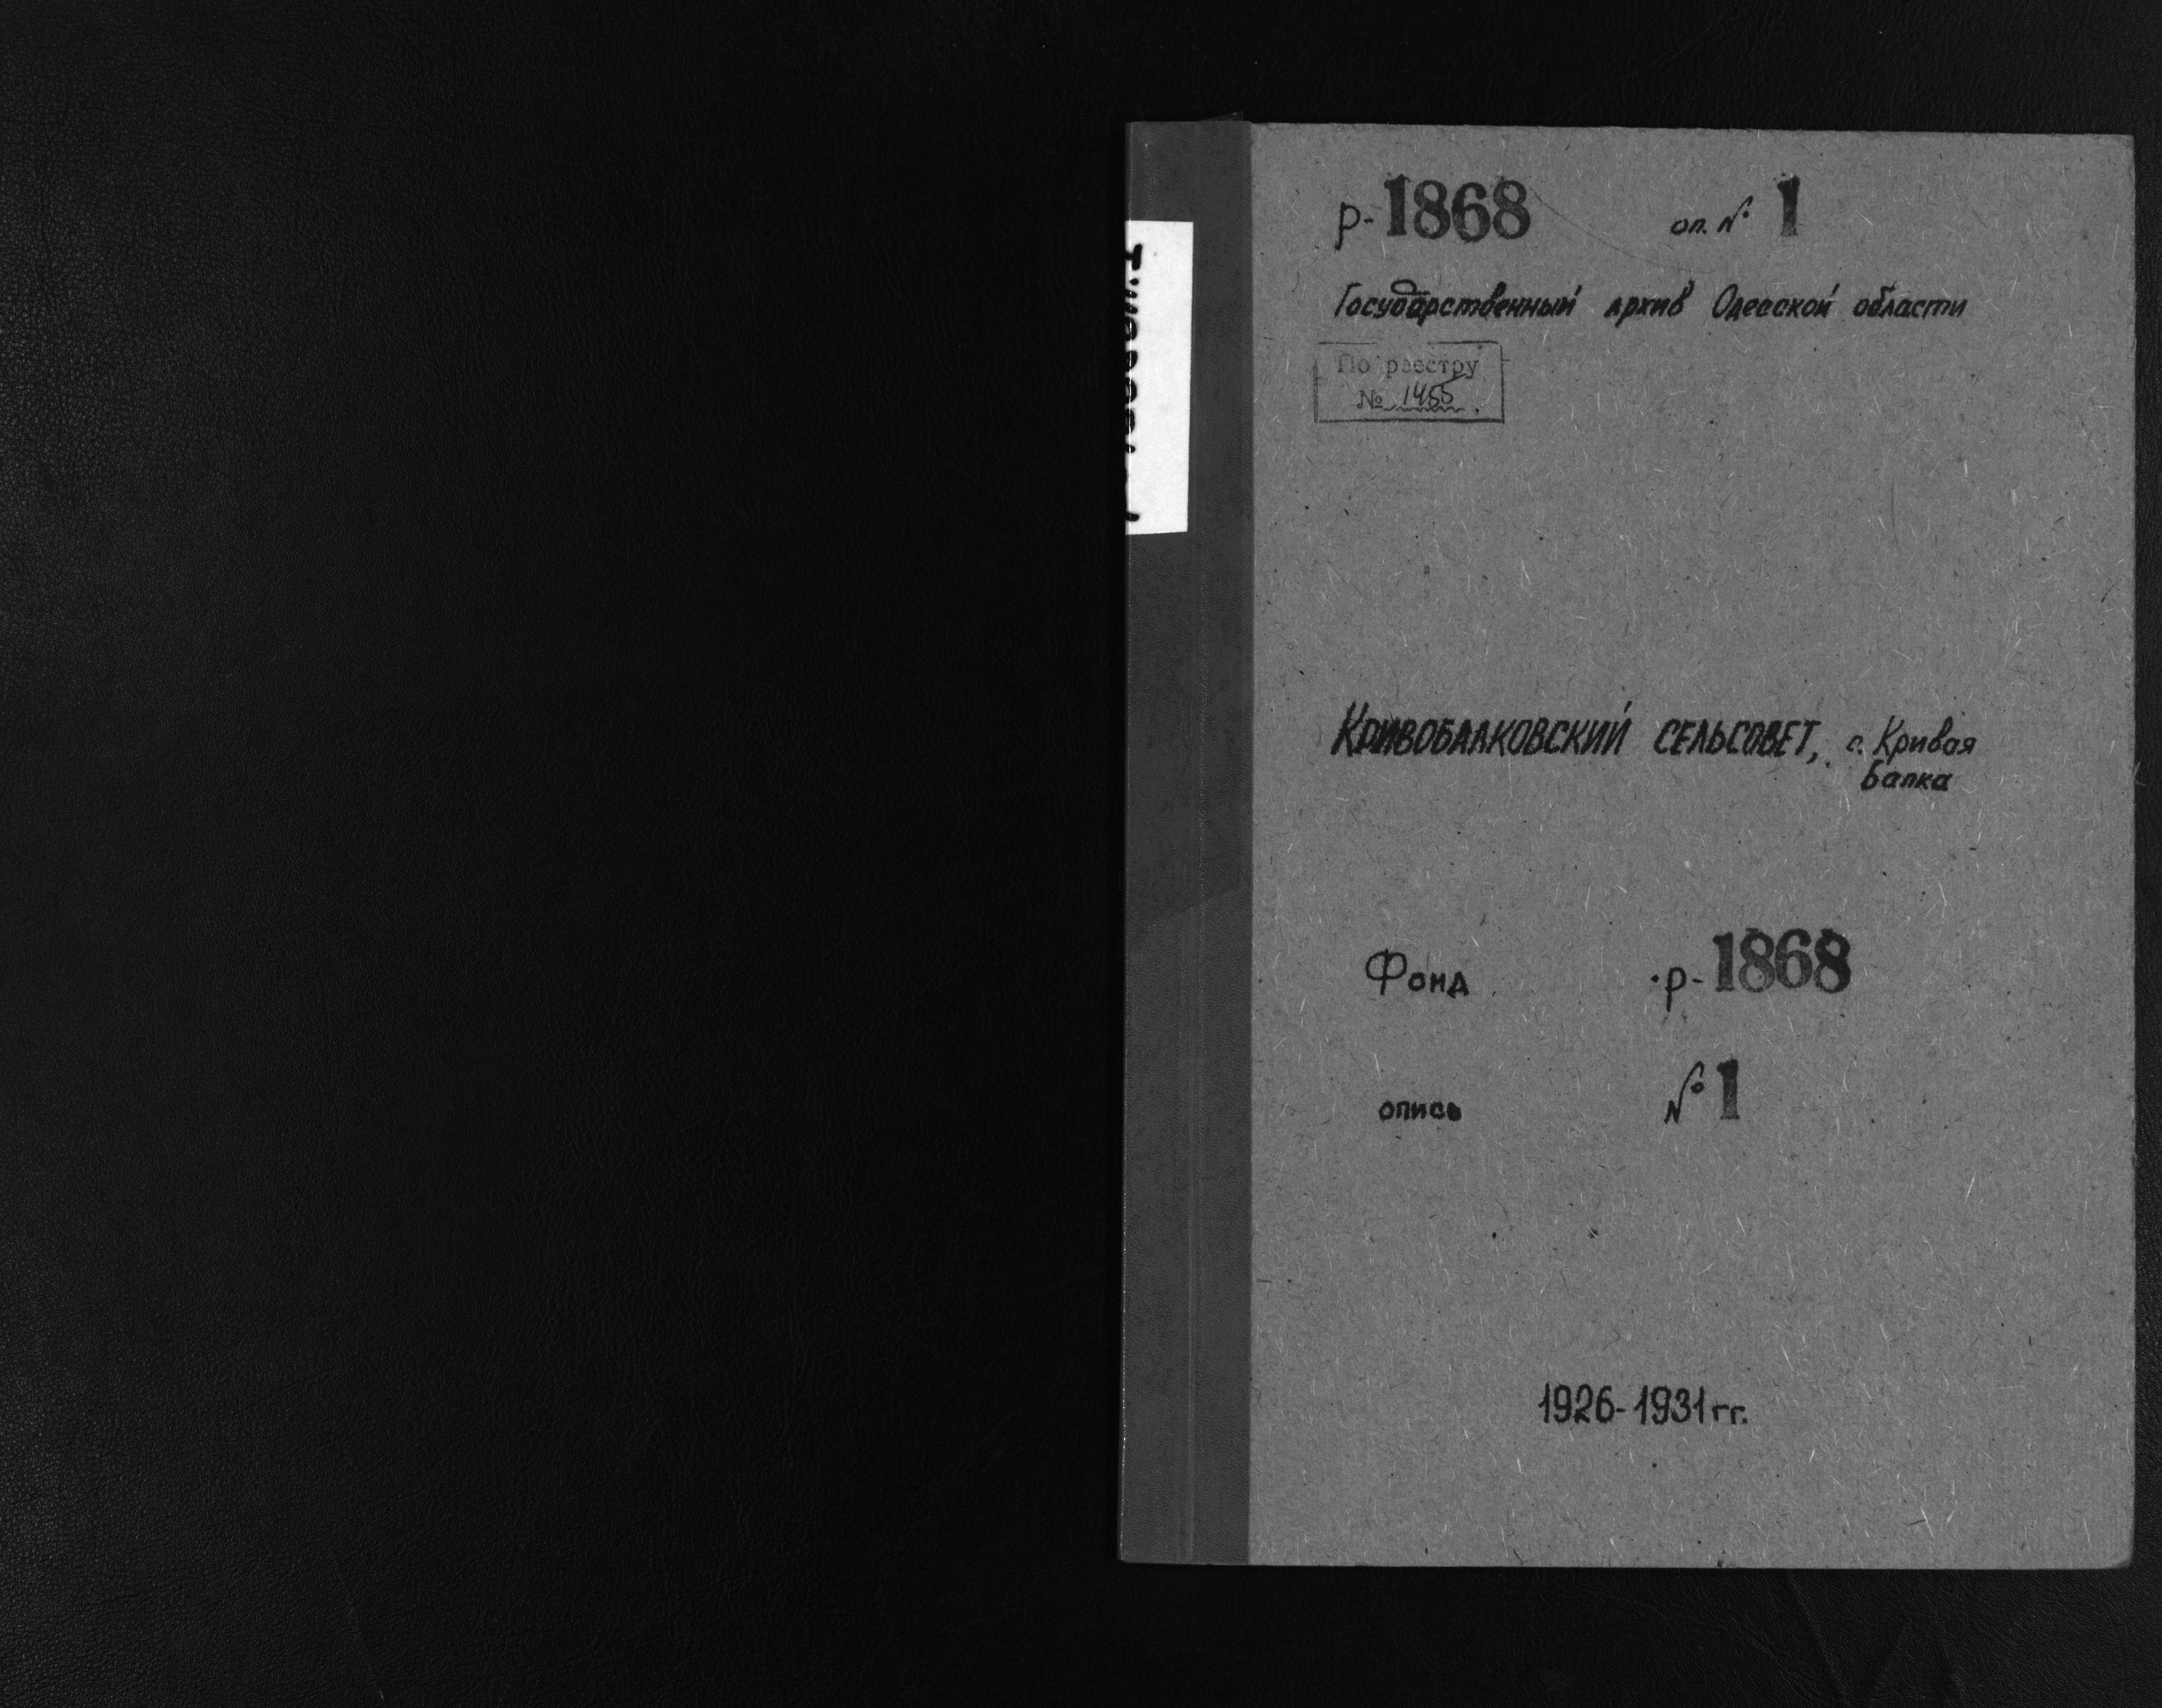 р-1868 оп. № 1
Государственный архив Одесской области
По реестру
№ 1455
КРИВОБАЛКОВСКИЙ СЕЛЬСОВЕТ, с. Кривая
Балка
Фонд р-1868
опись № 1
1926-1931 гг.